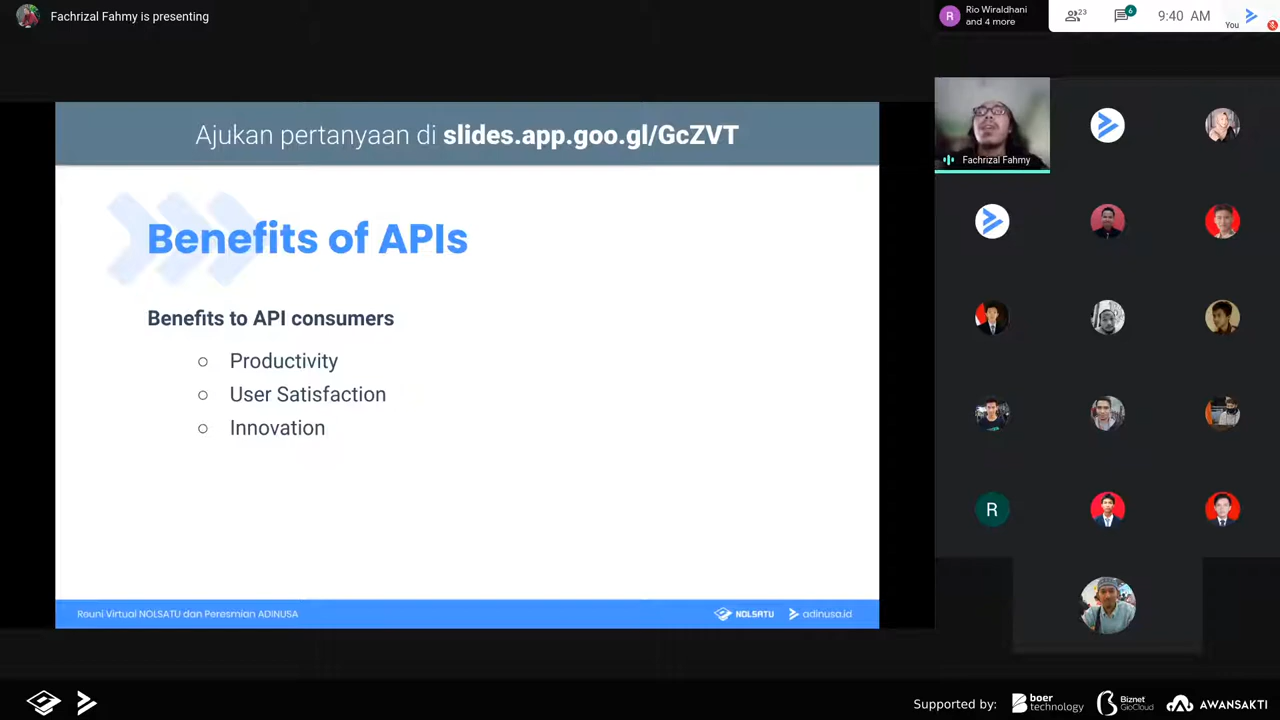 Fachrizal Fahmy is presenting
Rio Wiraldhani
and 4 more
R
23
6
9:40 AM
You
Ajukan pertanyaan di slides.app.goo.gl/GcZVT
Benefits of APIs
Benefits to API consumers
Productivity
User Satisfaction
Innovation
Fachrizal Fahmy
R
Reuni Virtual NOLSATU dan Peresmian ADINUSA
NOLSATU
adinusa.id
Supported by:
boer
technology
Biznet
GioCloud
AWANSAKTI